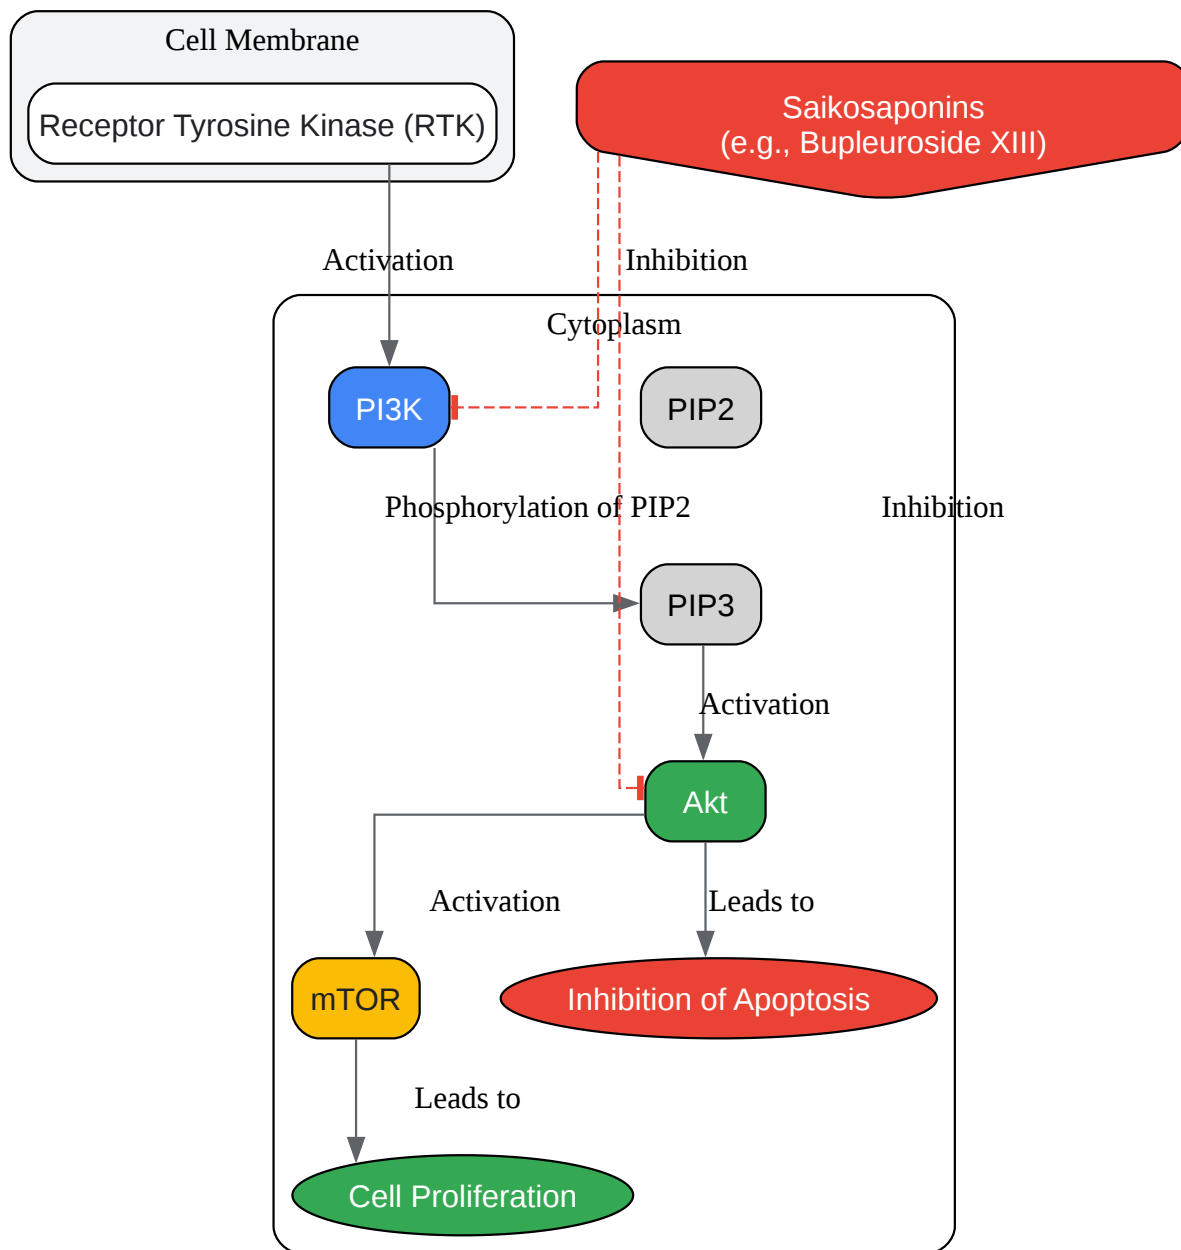 Cell Membrane
Receptor Tyrosine Kinase (RTK)
Saikosaponins
(e.g., Bupleuroside XIII)
Activation
Inhibition
Cytoplasm
PI3K
PIP2
Phosphorylation of PIP2
Inhibition
PIP3
Activation
Akt
Activation
Leads to
mTOR
Inhibition of Apoptosis
Leads to
Cell Proliferation